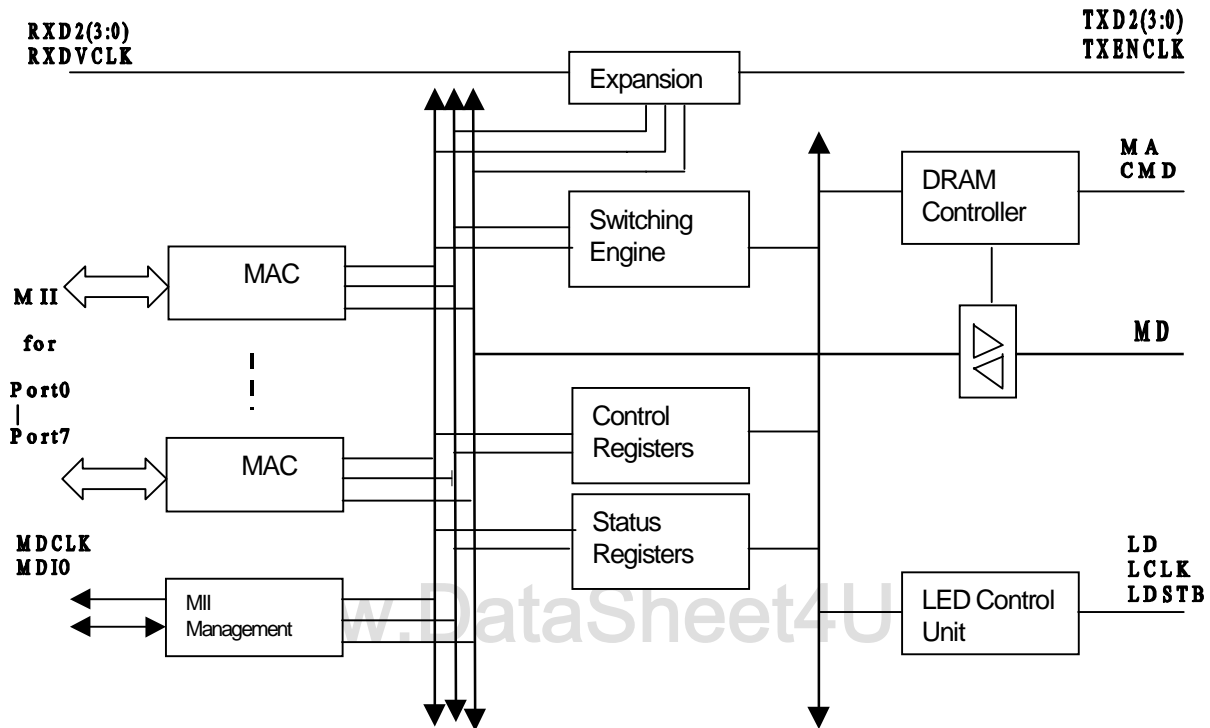 RXD2(3:0)
RXDVCLK
TXD2(3:0)
TXENCLK
Expansion
MA
CMD
DRAM
Controller
Switching
Engine
MAC
MII
for
Port0
|
Port7
MD
Control
Registers
MAC
Status
Registers
MDCLK
MDIO
MII
Management
LD
LCLK
LDSTB
LED Control
Unit
w.DataSheet4U